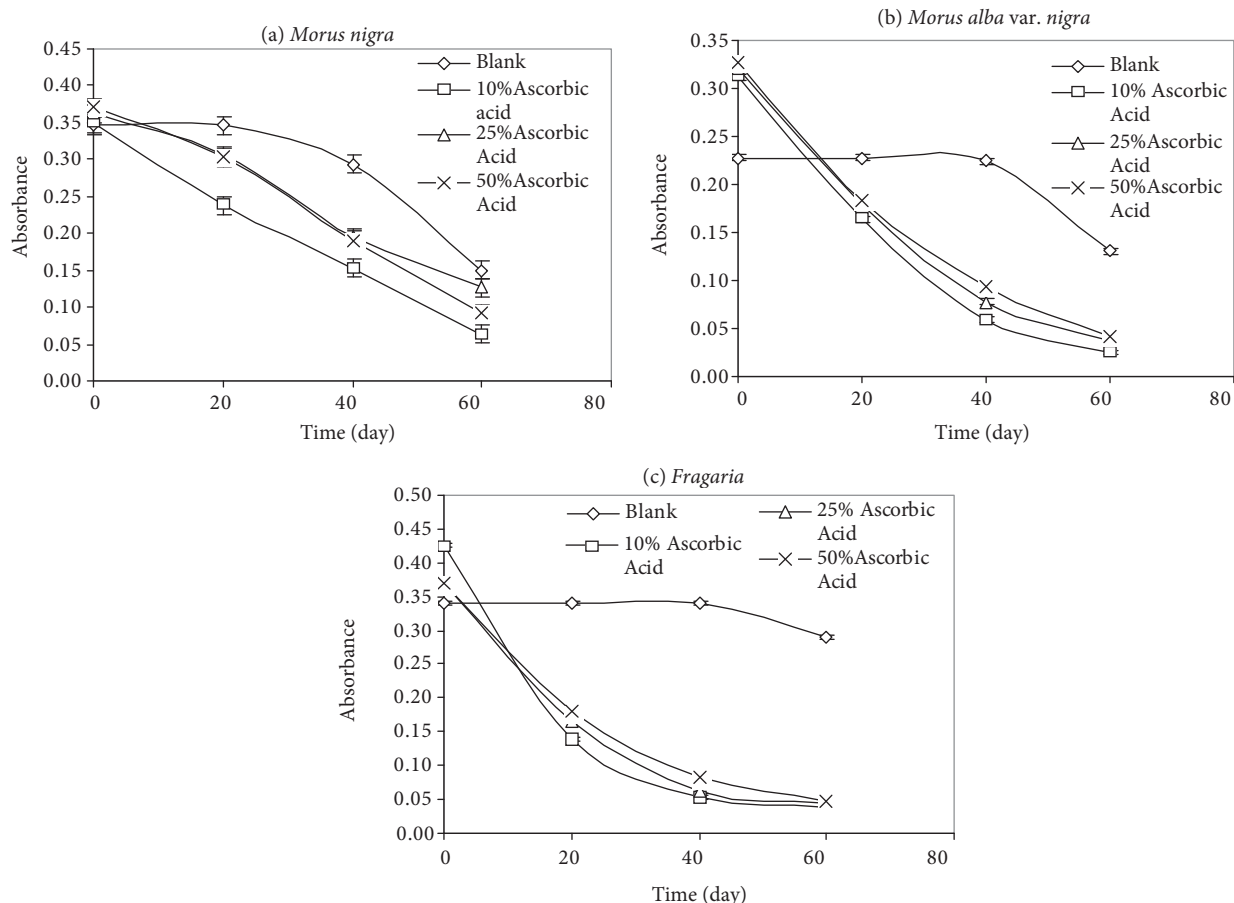 (a) Morus nigra
0.45
0.40
0.35
0.30
0.25
0.20
0.15
0.10
0.05
0.00
Absorbance
0
20
40
60
80
Time (day)
Blank
10%Ascorbic
acid
25%Ascorbic
Acid
50%Ascorbic
Acid
(b) Morus alba var. nigra
0.35
0.30
0.25
0.20
0.15
0.10
0.05
0.00
Absorbance
0
20
40
60
80
Time (day)
Blank
10%Ascorbic
Acid
25%Ascorbic
Acid
50%Ascorbic
Acid
(c) Fragaria
0.50
0.45
0.40
0.35
0.30
0.25
0.20
0.15
0.10
0.05
0.00
Absorbance
0
20
40
60
80
Time (day)
Blank
10% Ascorbic
Acid
25% Ascorbic
Acid
50%Ascorbic
Acid